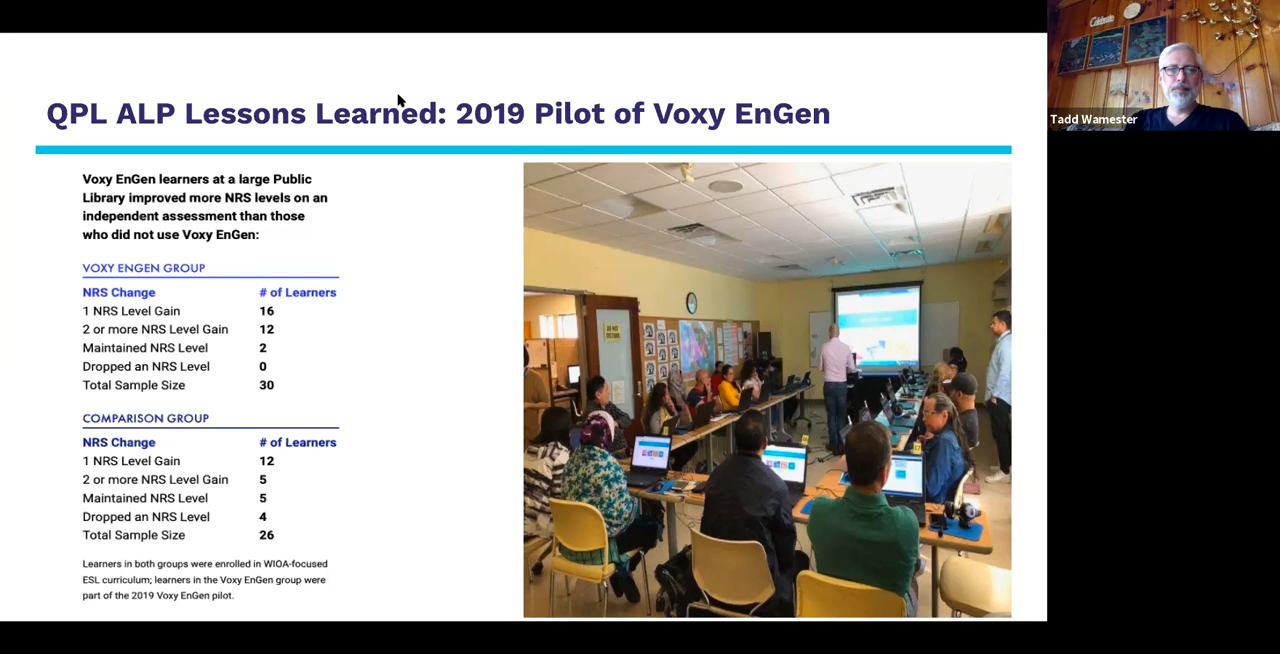 QPL ALP Lessons Learned: 2019 Pilot of Voxy EnGen
Voxy EnGen learners at a large Public
Library improved more NRS levels on an
independent assessment than those
who did not use Voxy EnGen:
VOXY ENGEN GROUP
NRS Change # of Learners
1 NRS Level Gain 16
2 or more NRS Level Gain 12
Maintained NRS Level 2
Dropped an NRS Level 0
Total Sample Size 30
COMPARISON GROUP
NRS Change # of Learners
1 NRS Level Gain 12
2 or more NRS Level Gain 5
Maintained NRS Level 5
Dropped an NRS Level 4
Total Sample Size 26
Learners in both groups were enrolled in WIOA-focused
ESL curriculum; learners in the Voxy EnGen group were
part of the 2019 Voxy EnGen pilot.
Celebrate
Tadd Wamester